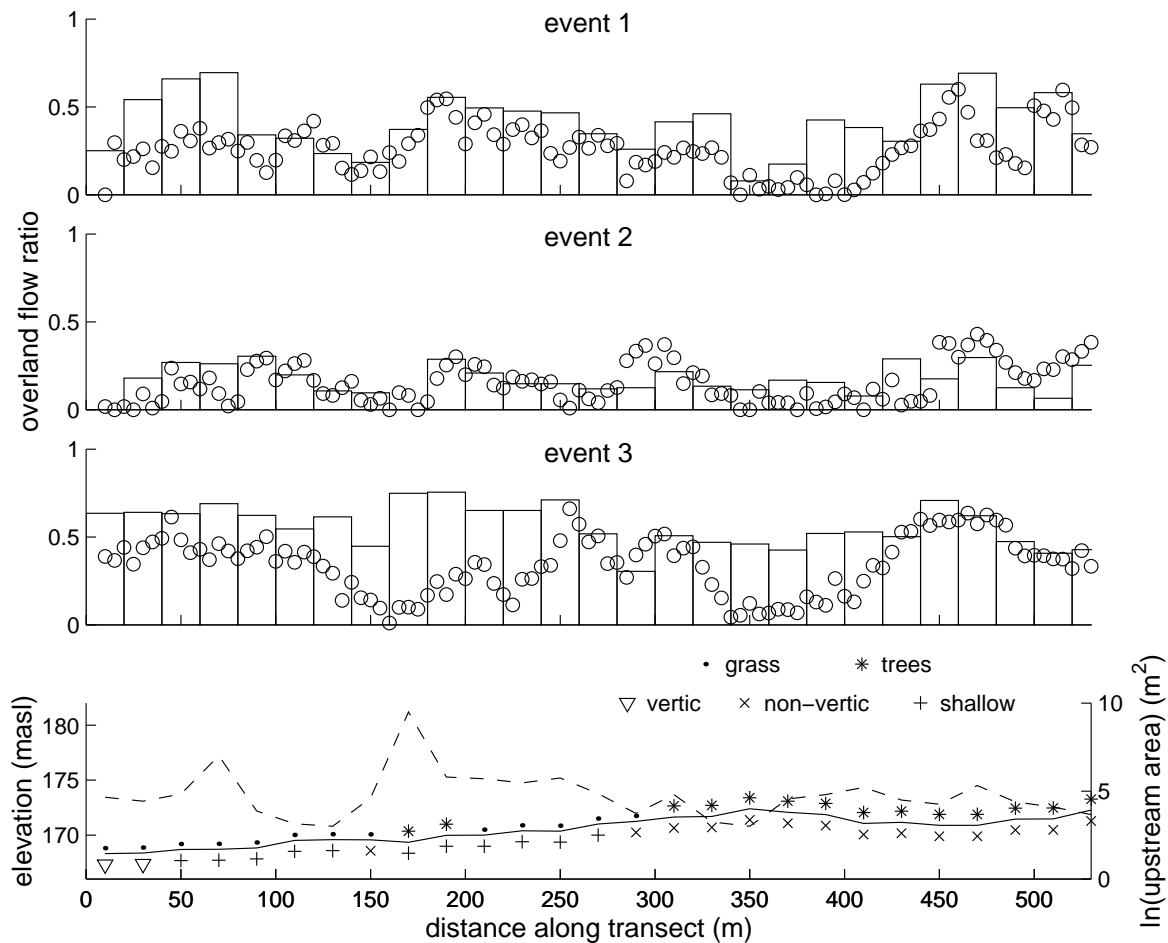 event 1
1
0.5
0
event 2
1
0.5
0
overland flow ratio
event 3
1
0.5
0
grass trees
vertic non−vertic shallow
elevation (masl)
180
175
170
10
5
0
ln(upstream area) (m²)
0 50 100 150 200 250 300 350 400 450 500
distance along transect (m)